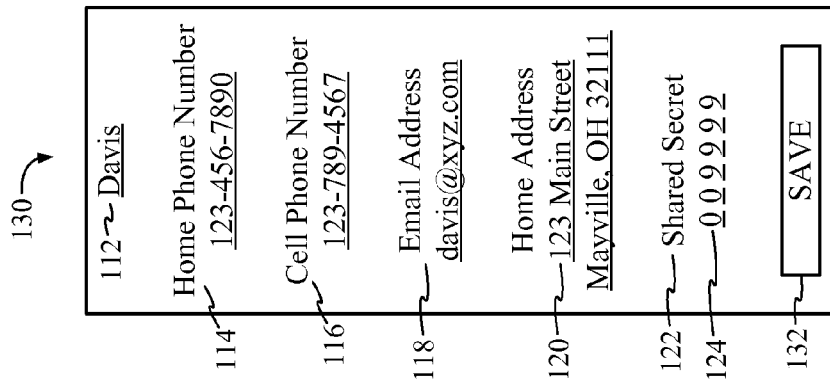 130
112 Davis
Home Phone Number
114 123-456-7890
Cell Phone Number
116 123-789-4567
Email Address
118 davis@xyz.com
Home Address
120 123 Main Street
Mayville, OH 32111
122 Shared Secret
124 0 0 9 9 9 9
132 SAVE